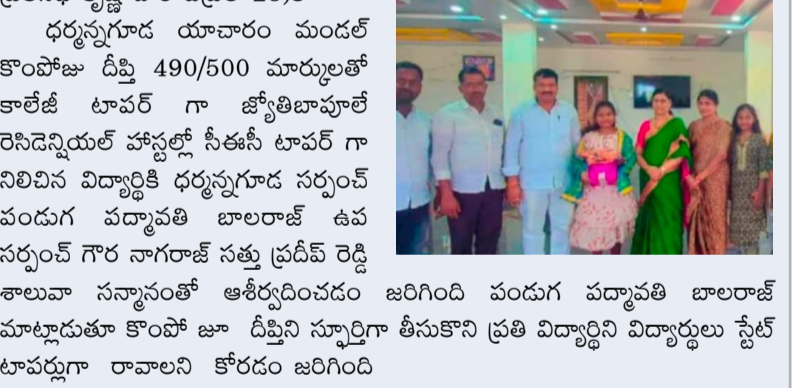 ధర్మన్నగూడ యాచారం మండల్
కొంపోజు దీప్తి 490/500 మార్కులతో
కాలేజీ టాపర్ గా జ్యోతిబాపూలే
రెసిడెన్షియల్ హాస్టల్లో సీఈసీ టాపర్ గా
నిలిచిన విద్యార్థికి ధర్మన్నగూడ సర్పంచ్
పండుగ పద్మావతి బాలరాజ్ ఉప
సర్పంచ్ గౌర నాగరాజ్ సత్తు ప్రదీప్ రెడ్డి
శాలువా సన్మానంతో ఆశీర్వదించడం జరిగింది పండుగ పద్మావతి బాలరాజ్
మాట్లాడుతూ కొంపో జూ దీప్తిని స్ఫూర్తిగా తీసుకొని ప్రతి విద్యార్థిని విద్యార్థులు స్టేట్
టాపర్లుగా రావాలని కోరడం జరిగింది